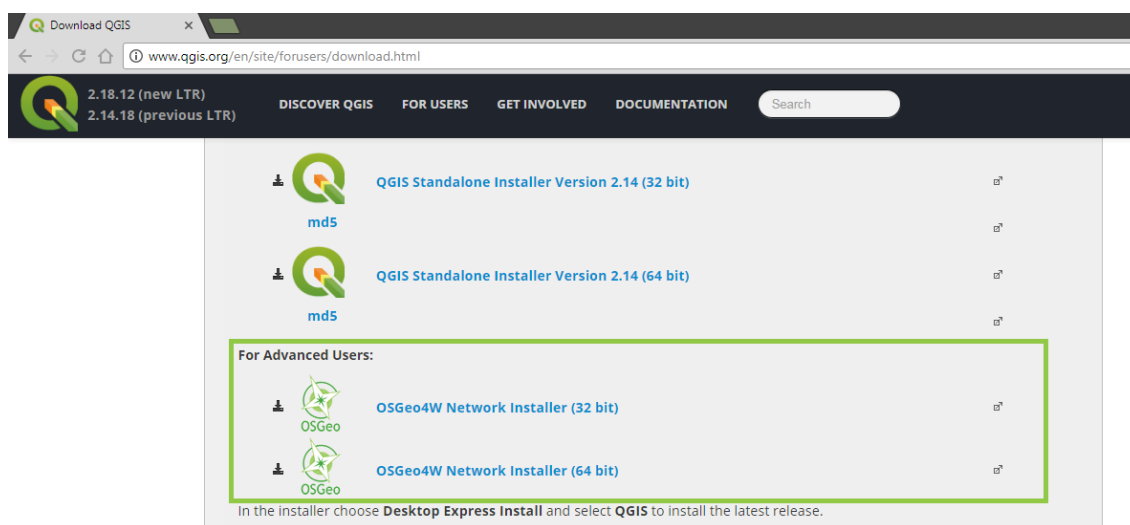 Download QGIS
www.qgis.org/en/site/forusers/download.html
2.18.12 (new LTR)
2.14.18 (previous LTR)
DISCOVER QGIS FOR USERS GET INVOLVED DOCUMENTATION Search
QGIS Standalone Installer Version 2.14 (32 bit)
md5
QGIS Standalone Installer Version 2.14 (64 bit)
md5
For Advanced Users:
OSGeo4W Network Installer (32 bit)
OSGeo
OSGeo4W Network Installer (64 bit)
OSGeo
In the installer choose Desktop Express Install and select QGIS to install the latest release.